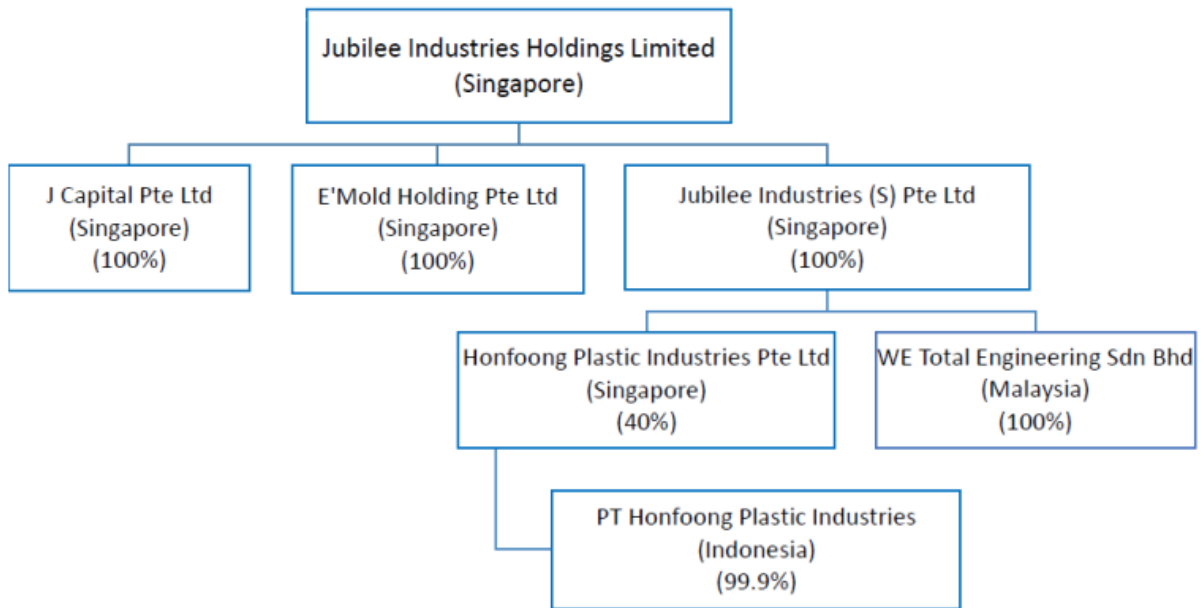 Jubilee Industries Holdings Limited
(Singapore)
J Capital Pte Ltd
(Singapore)
(100%)
E'Mold Holding Pte Ltd
(Singapore)
(100%)
Jubilee Industries (S) Pte Ltd
(Singapore)
(100%)
Honfoong Plastic Industries Pte Ltd
(Singapore)
(40%)
WE Total Engineering Sdn Bhd
(Malaysia)
(100%)
PT Honfoong Plastic Industries
(Indonesia)
(99.9%)